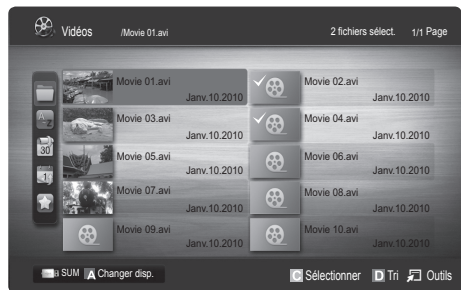 Vidéos /Movie 01.avi 2 fichiers sélect. 1/1 Page
Movie 01.avi Movie 02.avi
Janv.10.2010 Janv.10.2010
Movie 03.avi Movie 04.avi
Janv.10.2010 Janv.10.2010
Movie 05.avi Movie 06.avi
Janv.10.2010 Janv.10.2010
Movie 07.avi Movie 08.avi
Janv.10.2010 Janv.10.2010
Movie 09.avi Movie 10.avi
Janv.10.2010 Janv.10.2010
30
SUM A Changer disp. C Sélectionner D Tri Outils